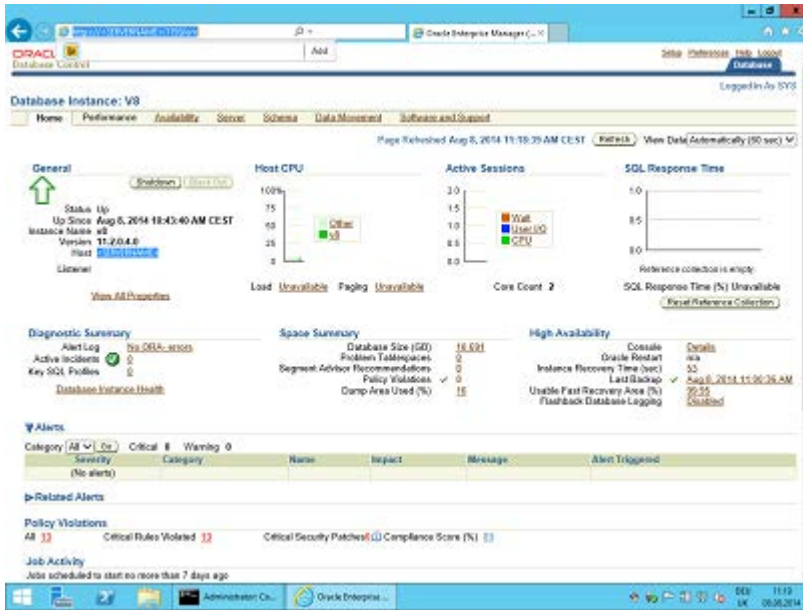 Oracle Enterprise Manager (...
Add
ORACL
Database Control
Setup Preferences Help Logout
Database
Logged in As SYS
Database Instance: V8
Home Performance Availability Server Schema Data Movement Software and Support
Page Refreshed Aug 8, 2014 11:18:39 AM CEST Refresh View Data Automatically (60 sec)
General Host CPU Active Sessions SQL Response Time
Shutdown Black Out
Status Up
Up Since Aug 8, 2014 10:43:40 AM CEST
Instance Name v8
Version 11.2.0.4.0
Host <SERVERNAME>
Listener
View All Properties
100%
75
50
25
0
Other
v8
2.0
1.5
1.0
0.5
0.0
Wait
User I/O
CPU
1.0
0.5
0.0
Reference collection is empty.
Load Unavailable Paging Unavailable Core Count 2 SQL Response Time (%) Unavailable
Reset Reference Collection
Diagnostic Summary Space Summary High Availability
Alert Log No ORA- errors
Active Incidents 0
Key SQL Profiles 0
Database Instance Health
Database Size (GB) 16.691
Problem Tablespaces 0
Segment Advisor Recommendations 0
Policy Violations 0
Dump Area Used (%) 16
Console Details
Oracle Restart n/a
Instance Recovery Time (sec) 53
Last Backup Aug 8, 2014 11:00:36 AM
Usable Fast Recovery Area (%) 99.95
Flashback Database Logging Disabled
Alerts
Category All Go Critical 0 Warning 0
Severity Category Name Impact Message Alert Triggered
(No alerts)
Related Alerts
Policy Violations
All 13 Critical Rules Violated 13 Critical Security Patches 0 Compliance Score (%)
Job Activity
Jobs scheduled to start no more than 7 days ago
Administrator: Co... Oracle Enterprise ...
DEU 11:19
UK 08.08.2014